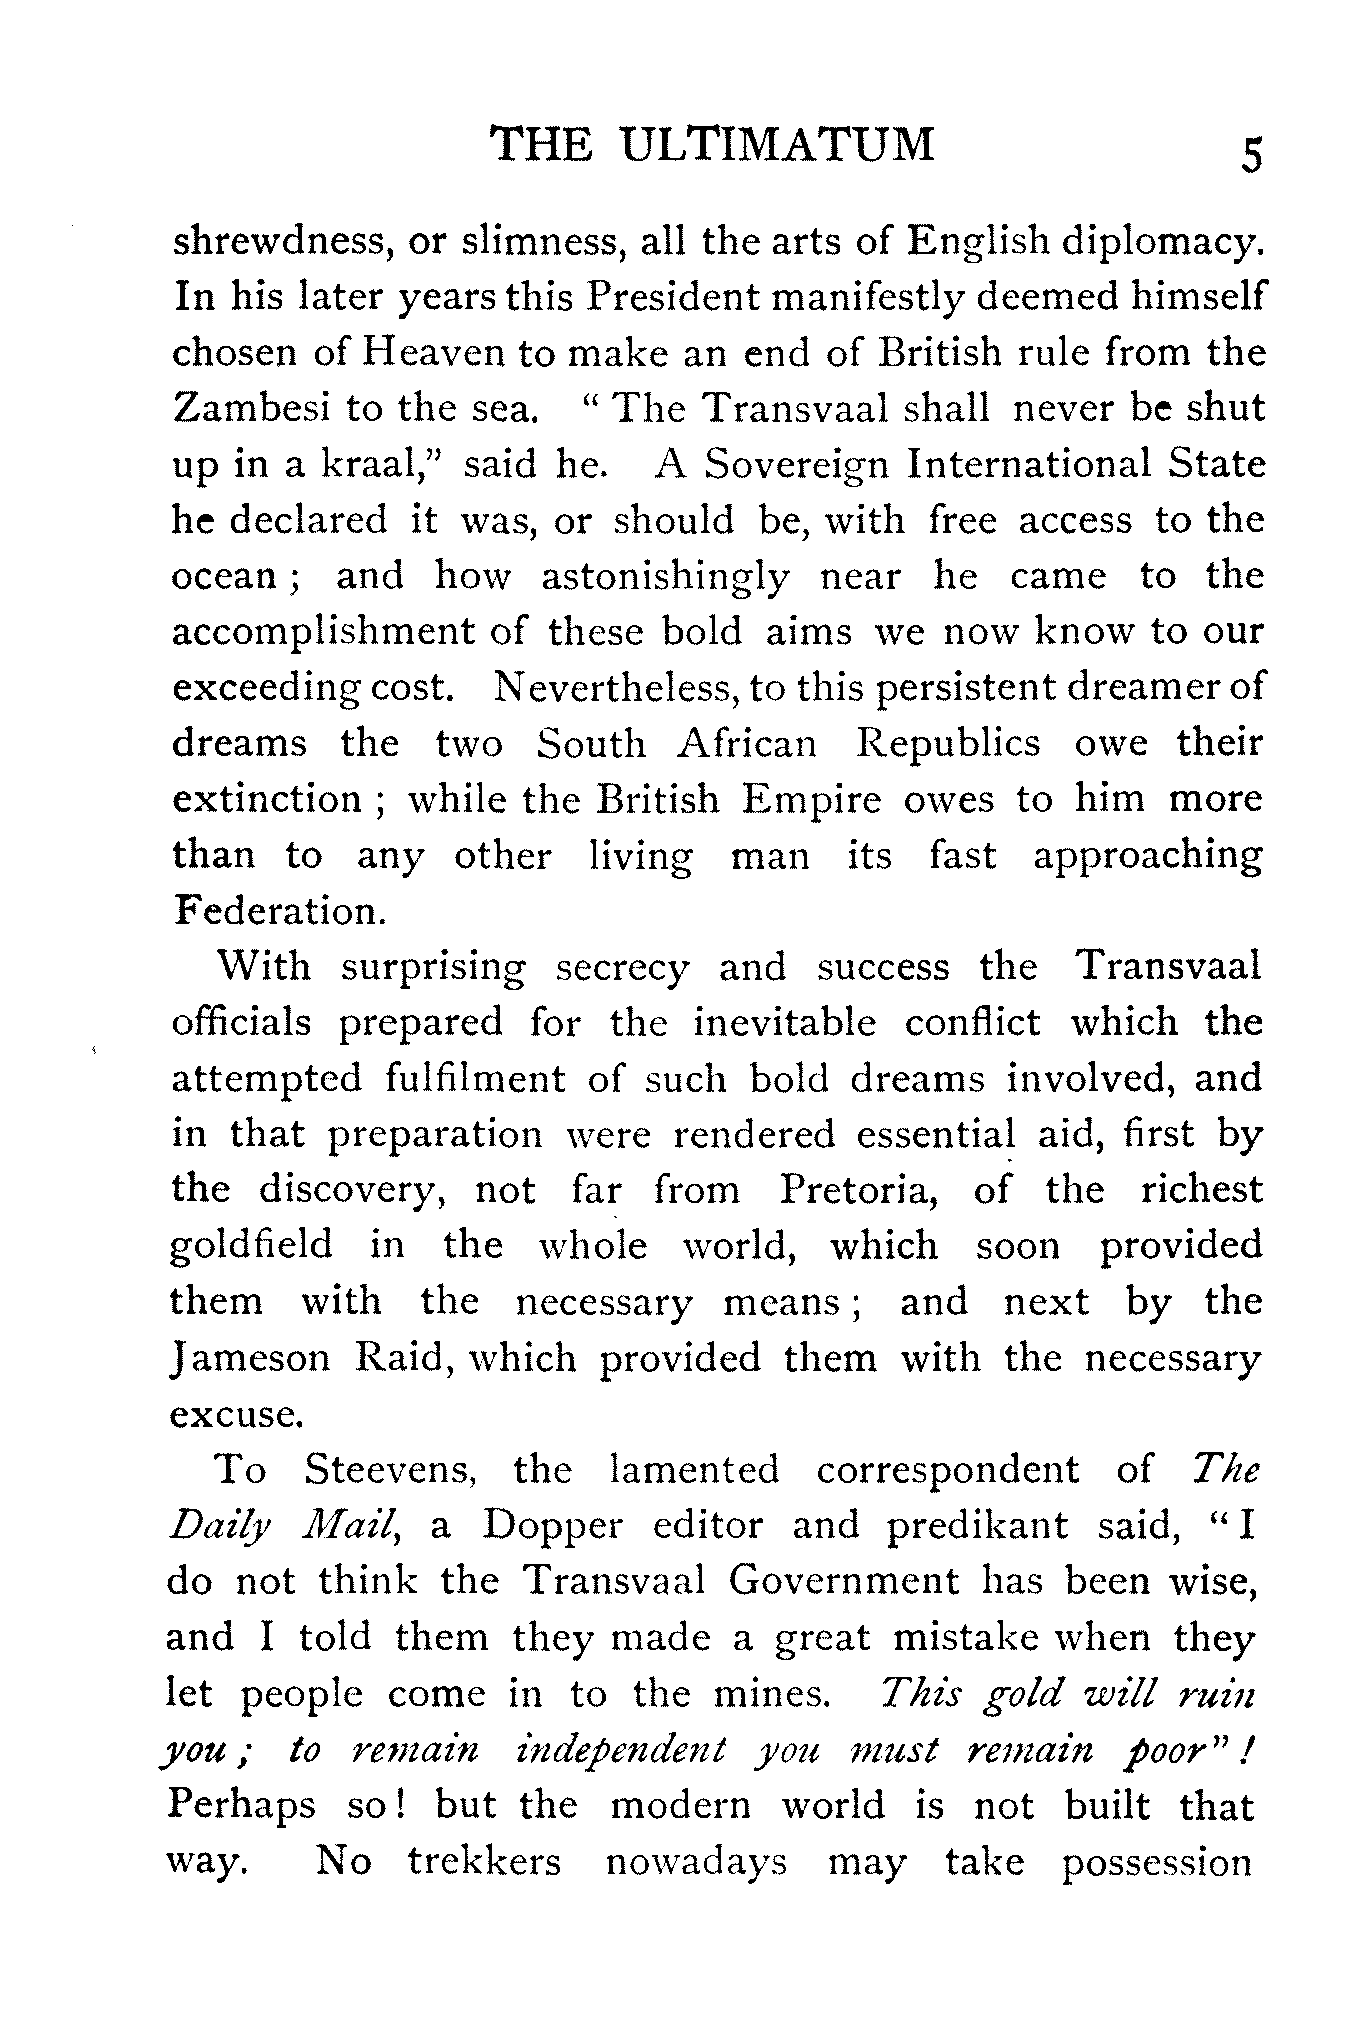 THE ULTIMATUM 5
shrewdness, or slimness, all the arts of English diplomacy.
In his later years this President manifestly deemed himself
chosen of Heaven to make an end of British rule from the
Zambesi to the sea. “ The Transvaal shall never be shut
up in a kraal,” said he. A Sovereign International State
he declared it was, or should be, with free access to the
ocean ; and how astonishingly near he came to the
accomplishment of these bold aims we now know to our
exceeding cost. Nevertheless, to this persistent dreamer of
dreams the two South African Republics owe their
extinction ; while the British Empire owes to him more
than to any other living man its fast approaching
Federation.
With surprising secrecy and success the Transvaal
officials prepared for the inevitable conflict which the
attempted fulfilment of such bold dreams involved, and
in that preparation were rendered essential aid, first by
the discovery, not far from Pretoria, of the richest
goldfield in the whole world, which soon provided
them with the necessary means ; and next by the
Jameson Raid, which provided them with the necessary
excuse.
To Steevens, the lamented correspondent of The
Daily Mail, a Dopper editor and predikant said, “ I
do not think the Transvaal Government has been wise,
and I told them they made a great mistake when they
let people come in to the mines. This gold will ruin
you ; to remain independent you must remain poor” !
Perhaps so ! but the modern world is not built that
way. No trekkers nowadays may take possession